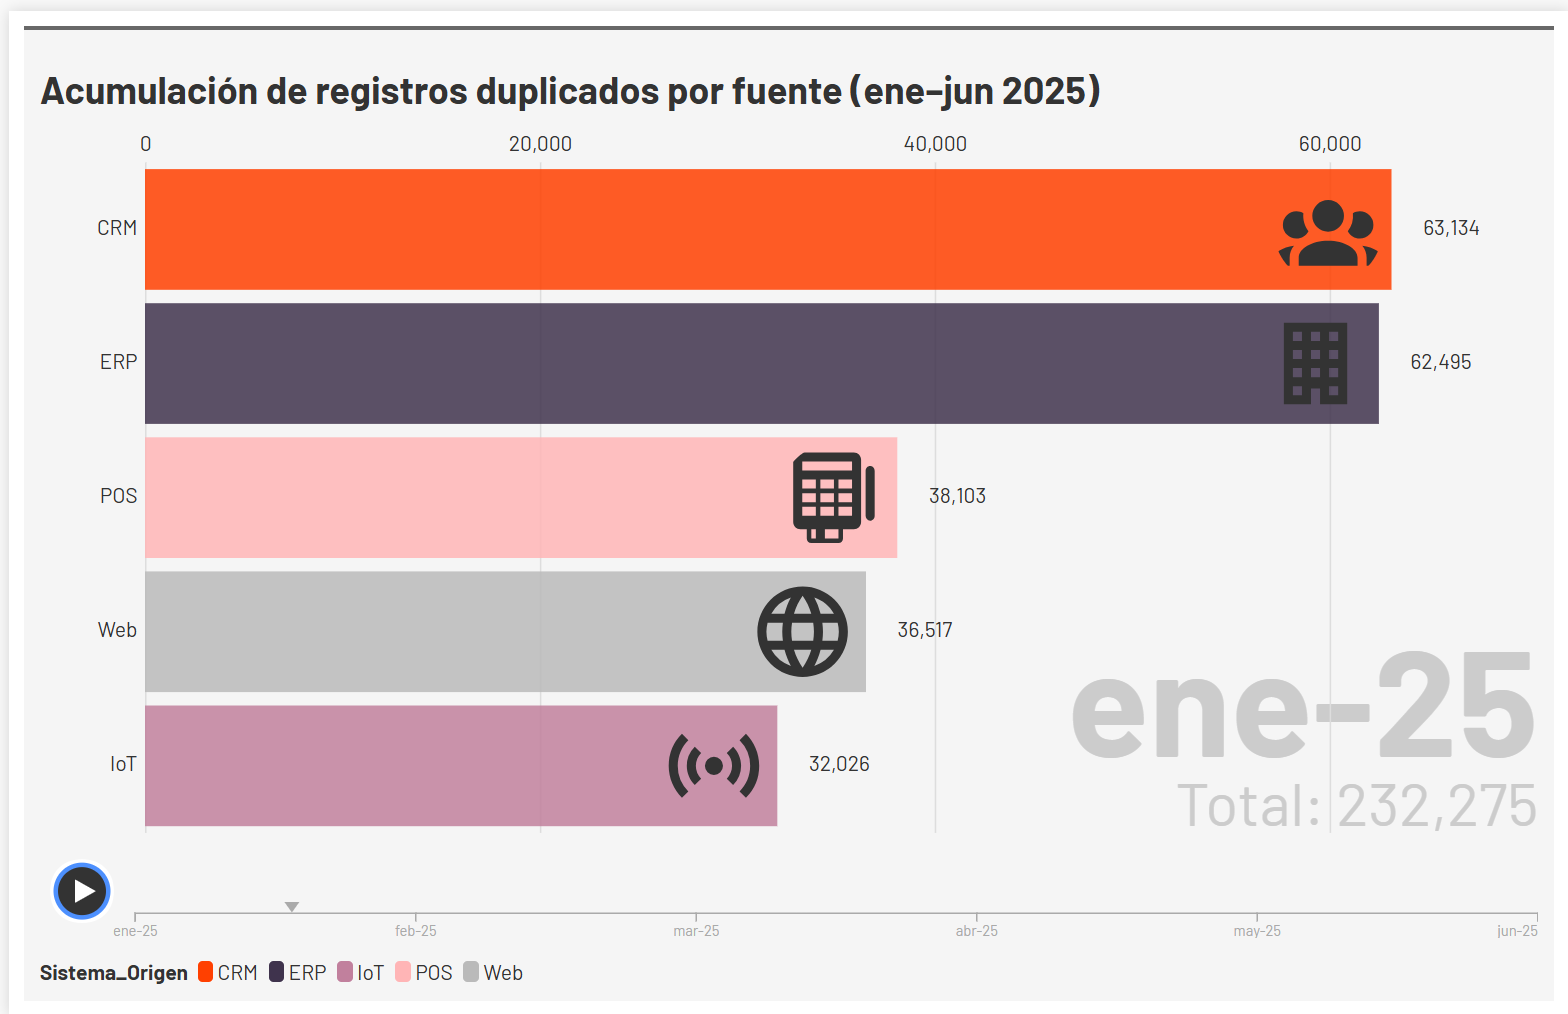 Acumulación de registros duplicados por fuente (ene–jun 2025)
0 20,000 40,000 60,000
CRM 63,134
ERP 62,495
POS 38,103
Web 36,517
IoT 32,026
ene-25
Total: 232,275
ene-25 feb-25 mar-25 abr-25 may-25 jun-25
Sistema_Origen CRM ERP IoT POS Web